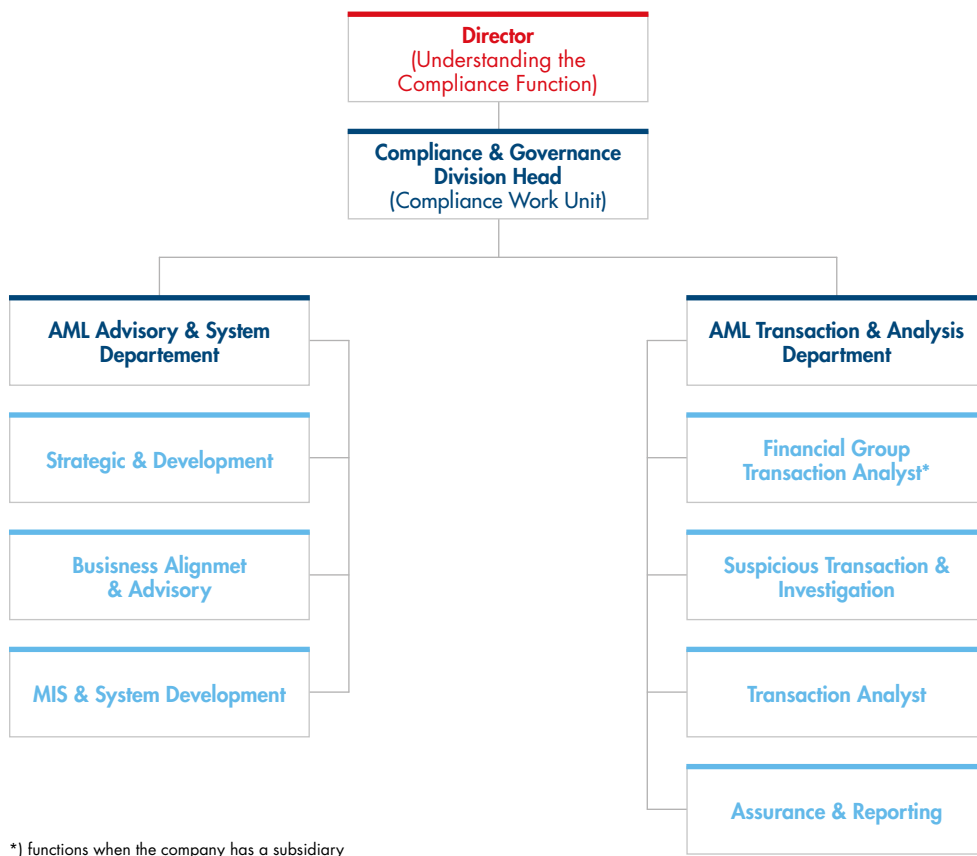 Director
(Understanding the
Compliance Function)
Compliance & Governance
Division Head
(Compliance Work Unit)
AML Advisory & System
Departement
Strategic & Development
Busisness Alignmet
& Advisory
MIS & System Development
AML Transaction & Analysis
Department
Financial Group
Transaction Analyst*
Suspicious Transaction &
Investigation
Transaction Analyst
Assurance & Reporting
*) functions when the company has a subsidiary